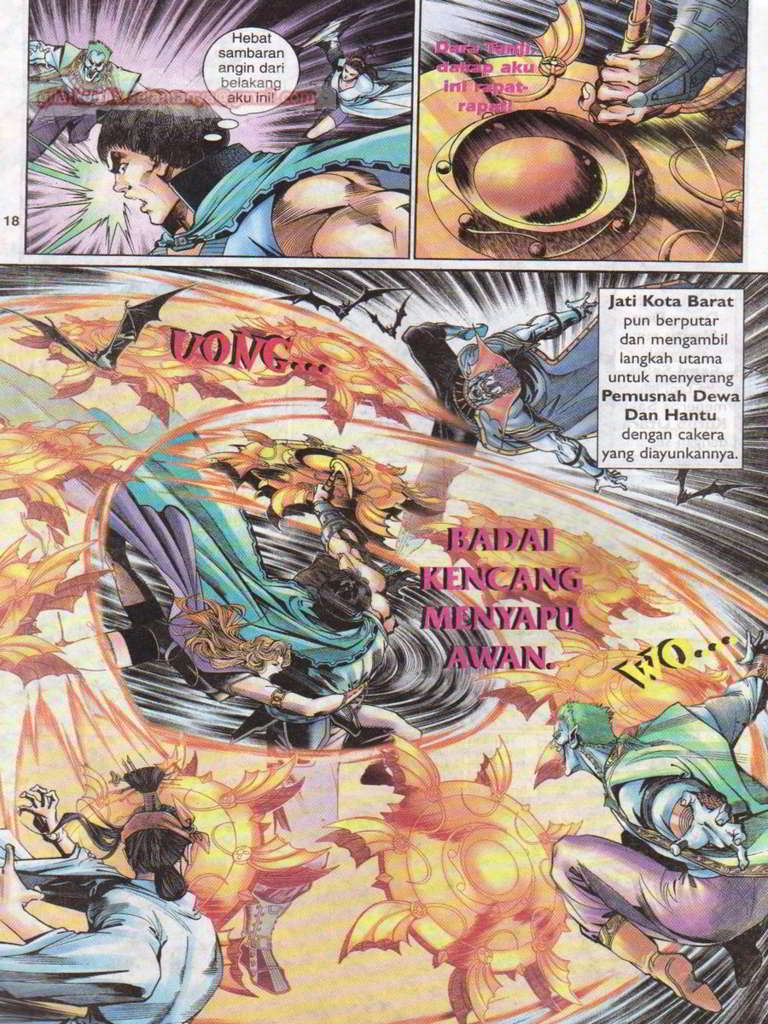 Hebat
sambaran
angin dari
belakang
aku ini!
Dara Tanji,
dakap aku
ini rapat-
rapat!
18
Jati Kota Barat
pun berputar
dan mengambil
langkah utama
untuk menyerang
Pemusnah Dewa
Dan Hantu
dengan cakera
yang diayunkannya.
UONG...
BADAI
KENCANG
MENYAPU
AWAN.
WO...